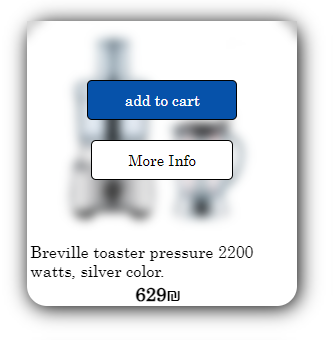 add to cart
More Info
Breville toaster pressure 2200
watts, silver color.
629₪